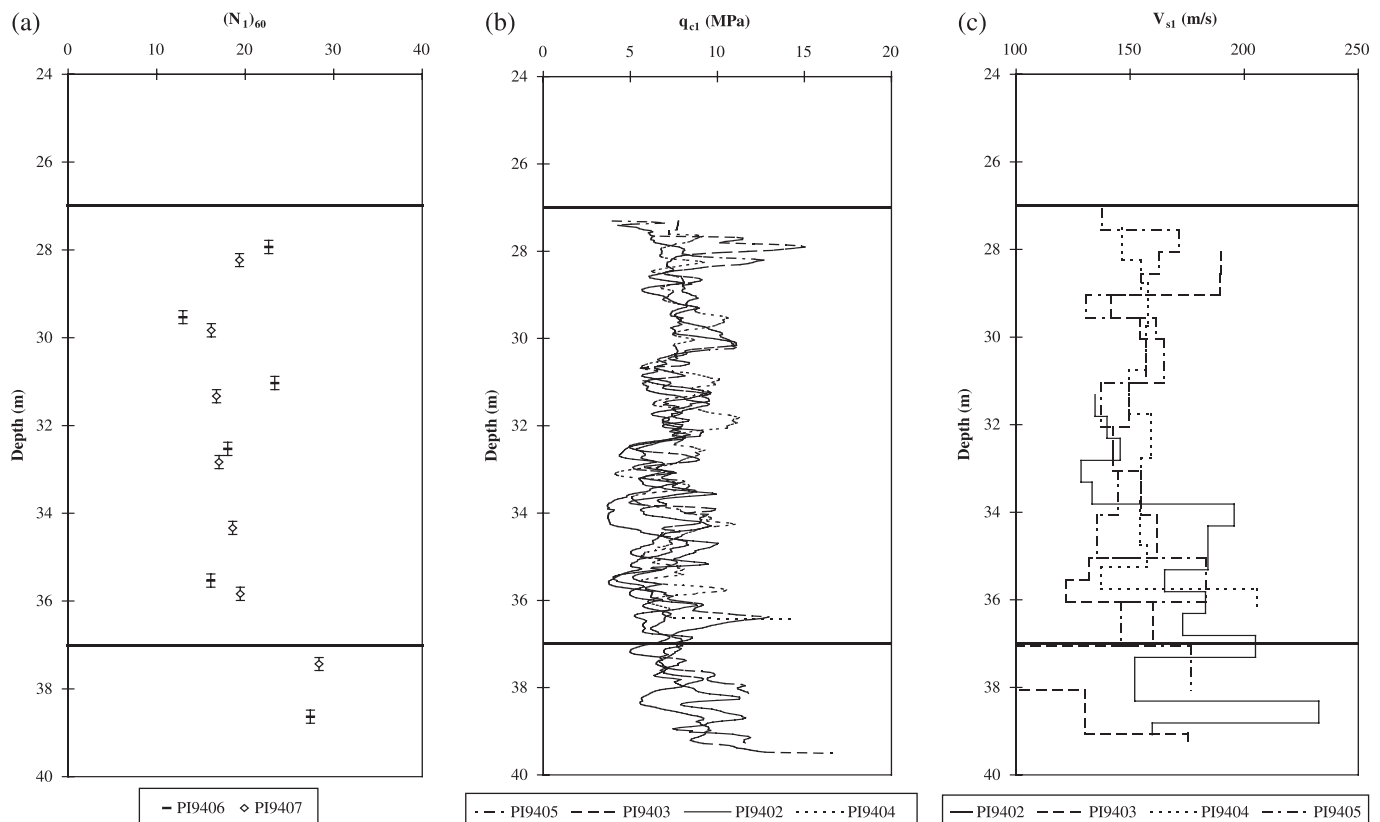 (a)
(N1)60
0 10 20 30 40
24
26
28
30
32
34
36
38
40
Depth (m)
PI9406 PI9407
(b)
qc1 (MPa)
0 5 10 15 20
24
26
28
30
32
34
36
38
40
Depth (m)
PI9405 PI9403 PI9402 PI9404
(c)
Vs1 (m/s)
100 150 200 250
24
26
28
30
32
34
36
38
40
Depth (m)
PI9402 PI9403 PI9404 PI9405